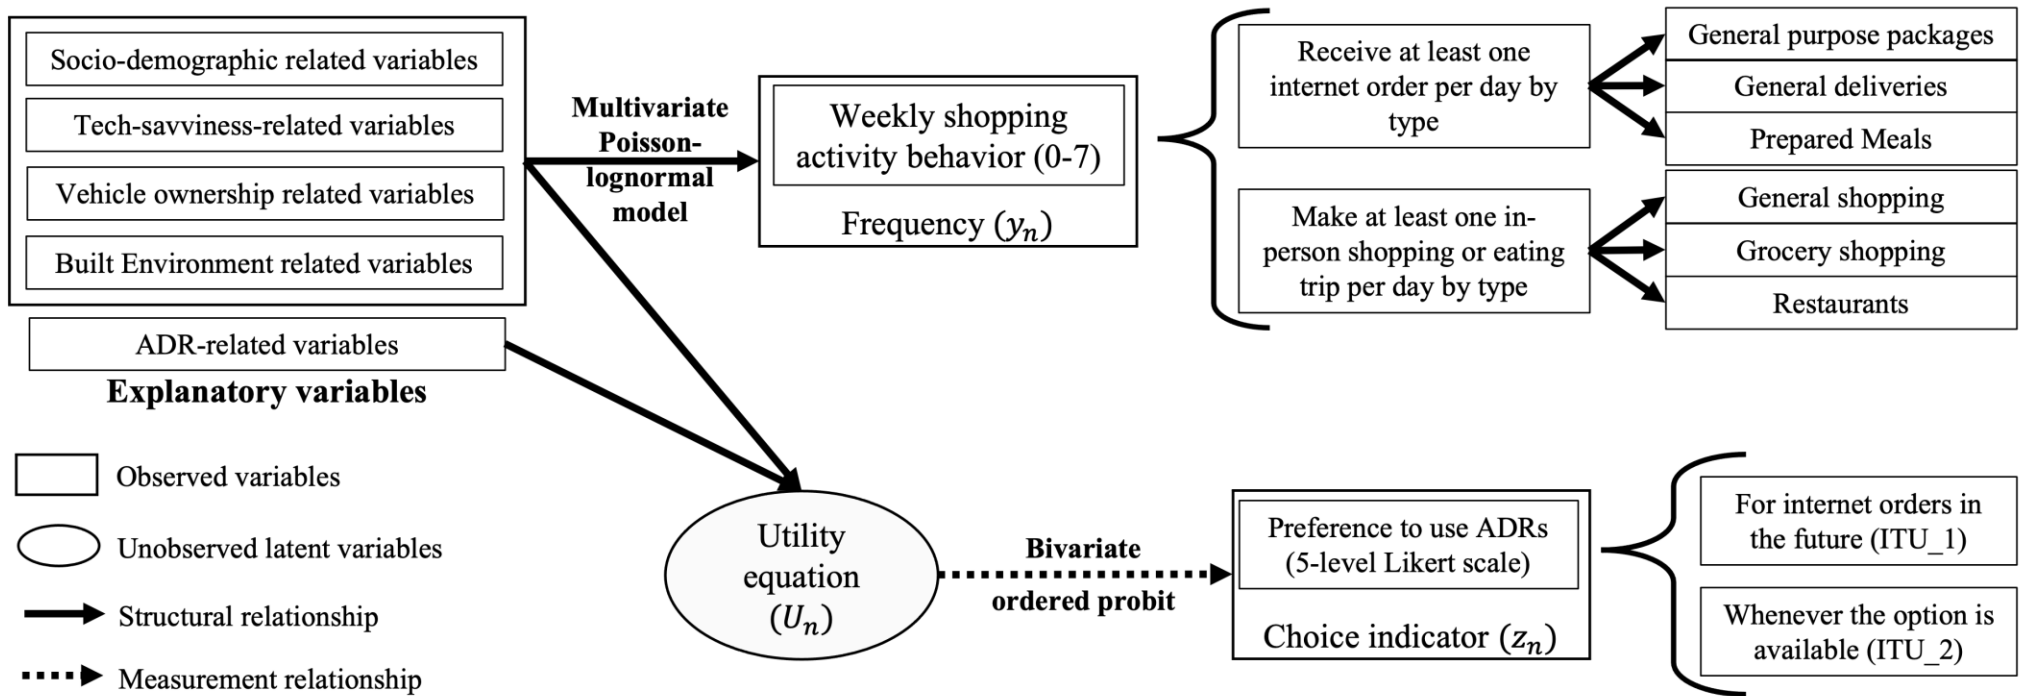 Socio-demographic related variables
Tech-savviness-related variables
Vehicle ownership related variables
Built Environment related variables
ADR-related variables
Explanatory variables
Multivariate
Poisson-
lognormal
model
Weekly shopping
activity behavior (0-7)
Frequency (yₙ)
Receive at least one
internet order per day by
type
General purpose packages
General deliveries
Prepared Meals
Make at least one in-
person shopping or eating
trip per day by type
General shopping
Grocery shopping
Restaurants
Observed variables
Unobserved latent variables
Structural relationship
Measurement relationship
Utility
equation
(Uₙ)
Bivariate
ordered probit
Preference to use ADRs
(5-level Likert scale)
Choice indicator (zₙ)
For internet orders in
the future (ITU_1)
Whenever the option is
available (ITU_2)